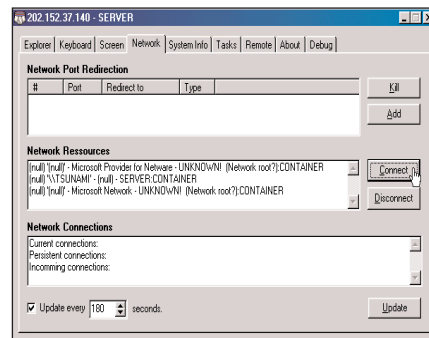 202.152.37.140 - SERVER
Explorer Keyboard Screen Network System Info Tasks Remote About Debug
Network Port Redirection
# Port Redirect to Type
Kill
Add
Network Ressources
(null) '(null)' - Microsoft Provider for Netware - UNKNOWN! (Network root?):CONTAINER
(null) '\\TSUNAMI' - (null) - SERVER:CONTAINER
(null) '(null)' - Microsoft Network - UNKNOWN! (Network root?):CONTAINER
Connect
Disconnect
Network Connections
Current connections:
Persistent connections:
Incomming connections:
Update every 180 seconds.
Update